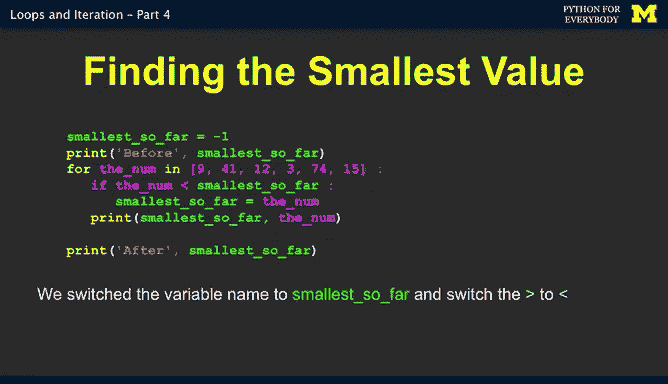 Loops and Iteration - Part 4
PYTHON FOR
EVERYBODY
M
Finding the Smallest Value
smallest_so_far = -1
print('Before', smallest_so_far)
for the_num in [9, 41, 12, 3, 74, 15] :
if the_num < smallest_so_far :
smallest_so_far = the_num
print(smallest_so_far, the_num)
print('After', smallest_so_far)
We switched the variable name to smallest_so_far and switch the > to <